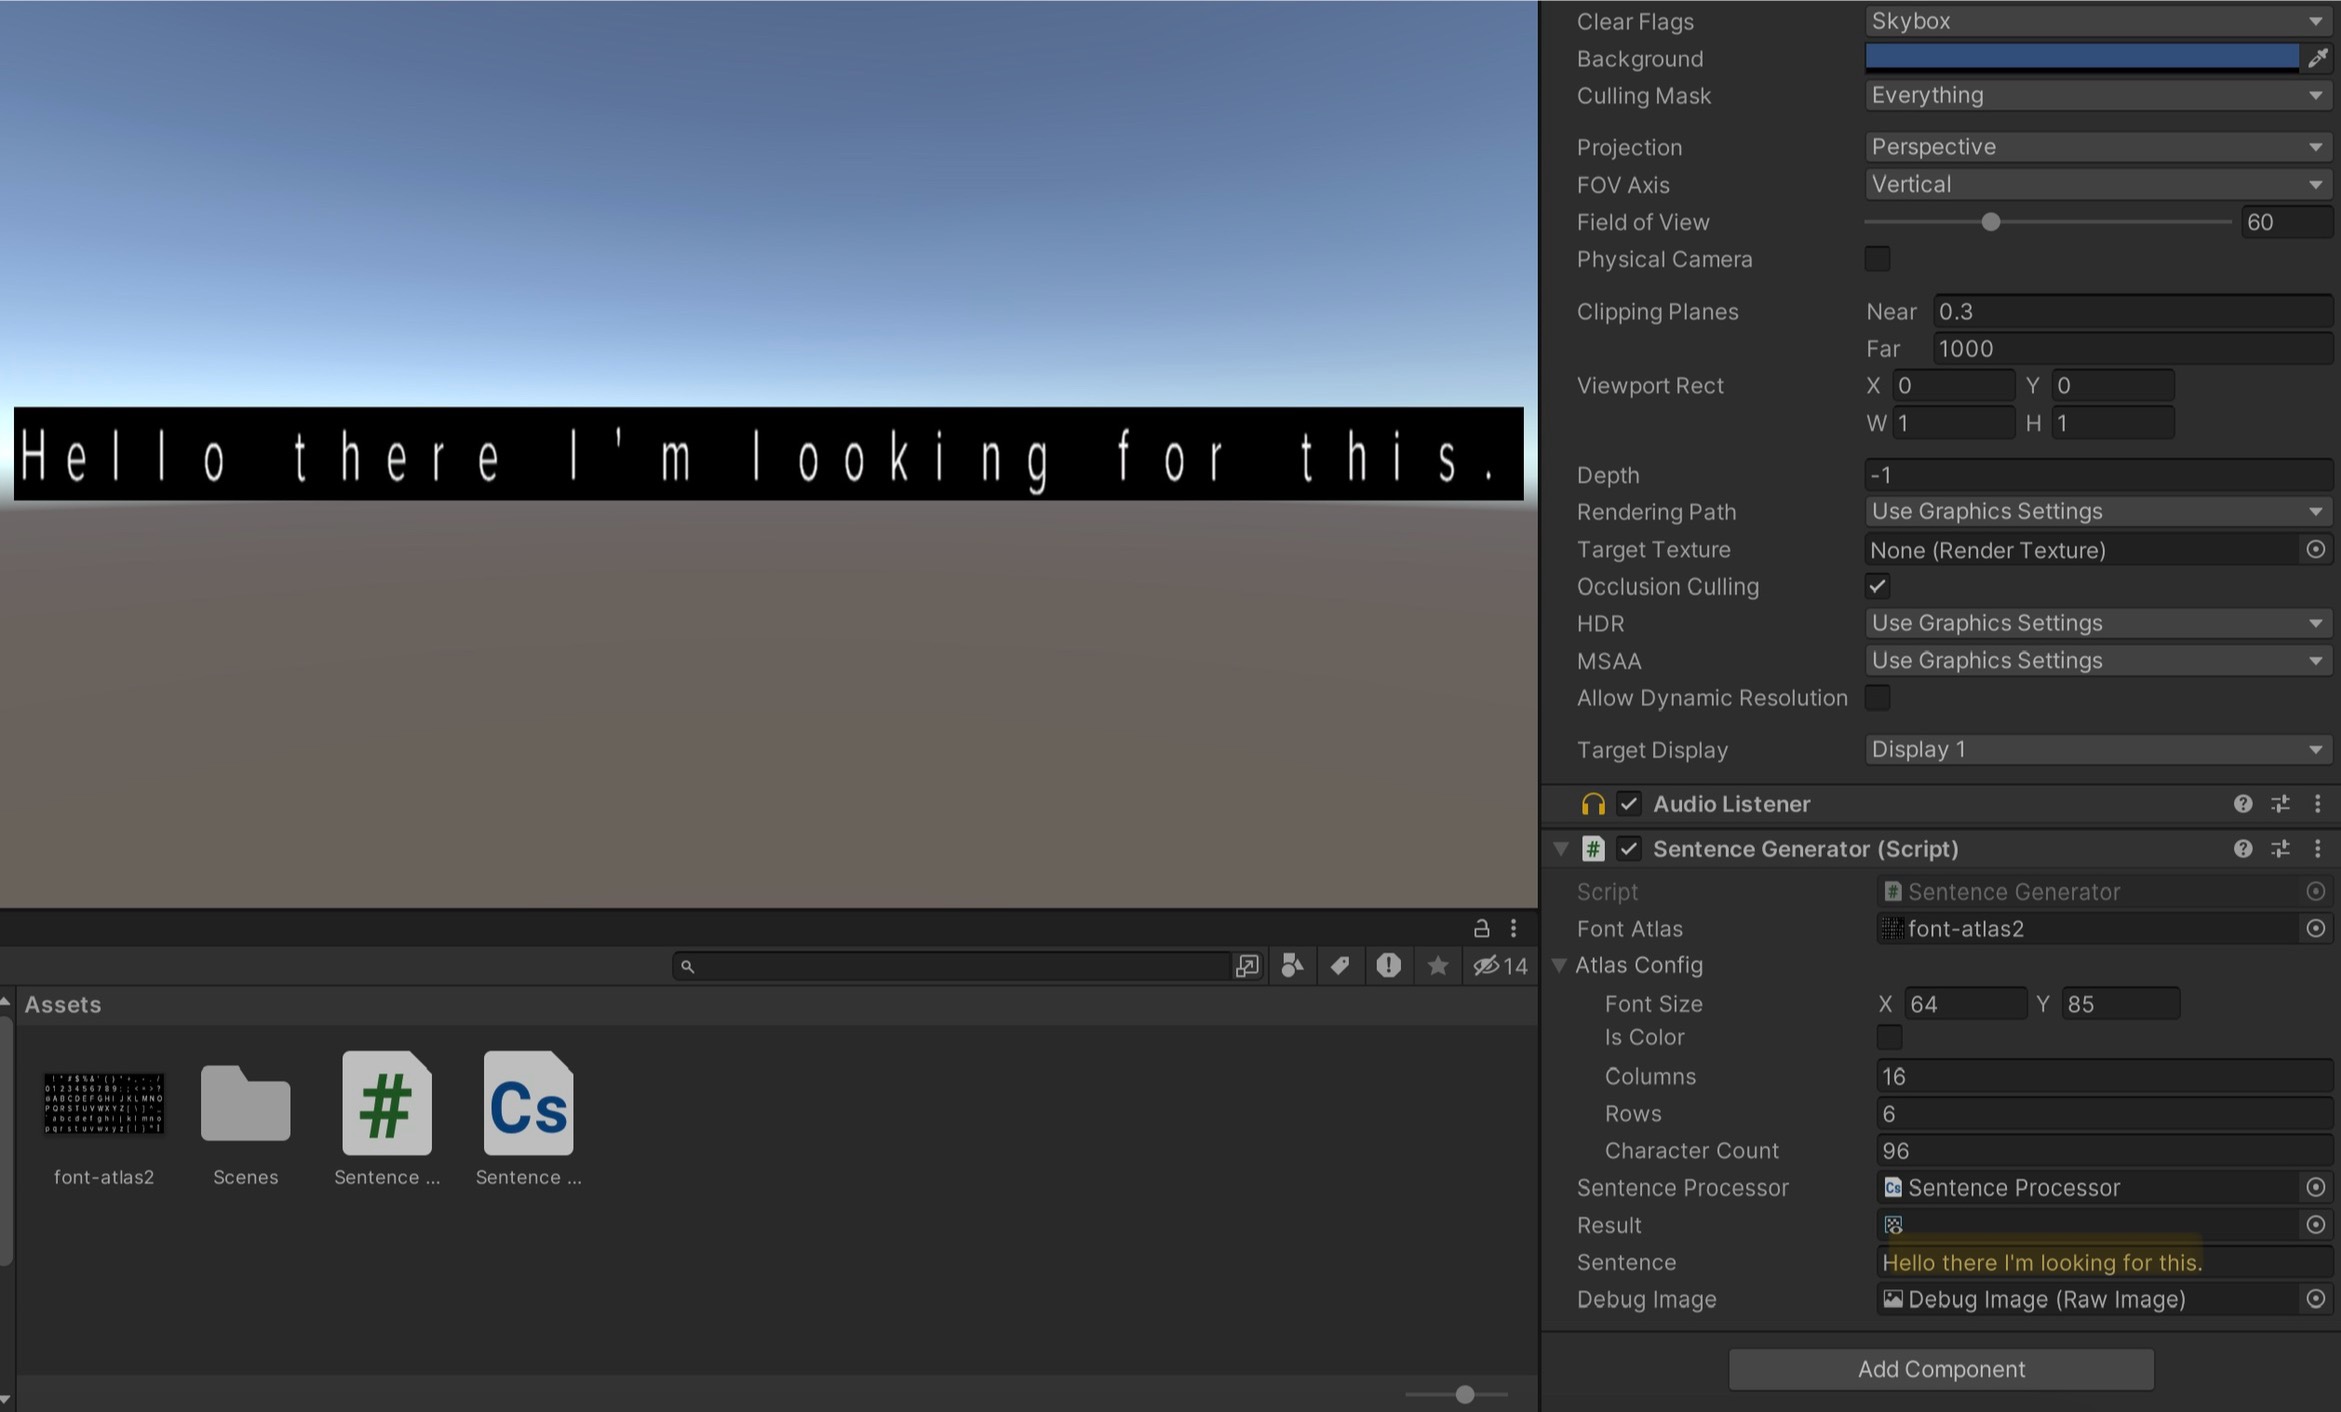 Clear Flags Skybox
Background
Culling Mask Everything
Projection Perspective
FOV Axis Vertical
Field of View 60
Physical Camera
Clipping Planes Near 0.3
Far 1000
Viewport Rect X 0 Y 0
W 1 H 1
Depth -1
Rendering Path Use Graphics Settings
Target Texture None (Render Texture)
Occlusion Culling
HDR Use Graphics Settings
MSAA Use Graphics Settings
Allow Dynamic Resolution
Target Display Display 1
Audio Listener
# Sentence Generator (Script)
Script # Sentence Generator
Font Atlas font-atlas2
Atlas Config
Font Size X 64 Y 85
Is Color
Columns 16
Rows 6
Character Count 96
Sentence Processor Cs Sentence Processor
Result
Sentence Hello there I'm looking for this.
Debug Image Debug Image (Raw Image)
Add Component
Hello there I'm looking for this.
14
Assets
# Cs
font-atlas2 Scenes Sentence ... Sentence ...